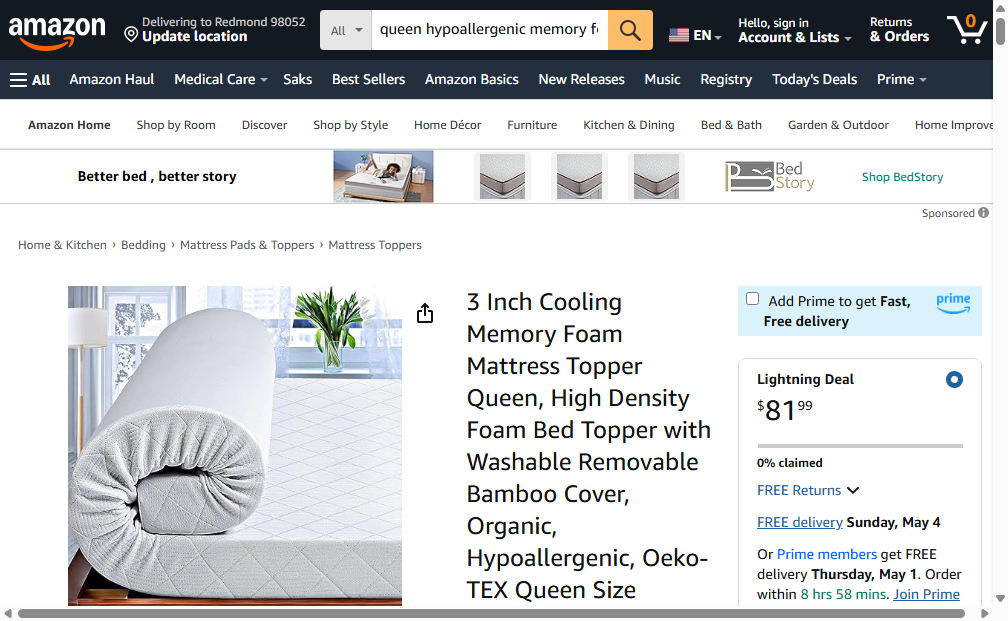 amazon
Delivering to Redmond 98052
Update location
All
queen hypoallergenic memory f
EN
Hello, sign in
Account & Lists
Returns
& Orders
0
All
Amazon Haul
Medical Care
Saks
Best Sellers
Amazon Basics
New Releases
Music
Registry
Today's Deals
Prime
Amazon Home
Shop by Room
Discover
Shop by Style
Home Décor
Furniture
Kitchen & Dining
Bed & Bath
Garden & Outdoor
Home Improve
Better bed , better story
Bed
Story
Shop BedStory
Sponsored
Home & Kitchen › Bedding › Mattress Pads & Toppers › Mattress Toppers
3 Inch Cooling
Memory Foam
Mattress Topper
Queen, High Density
Foam Bed Topper with
Washable Removable
Bamboo Cover,
Organic,
Hypoallergenic, Oeko-
TEX Queen Size
Add Prime to get Fast,
Free delivery
prime
Lightning Deal
$81 99
0% claimed
FREE Returns
FREE delivery Sunday, May 4
Or Prime members get FREE
delivery Thursday, May 1. Order
within 8 hrs 58 mins. Join Prime